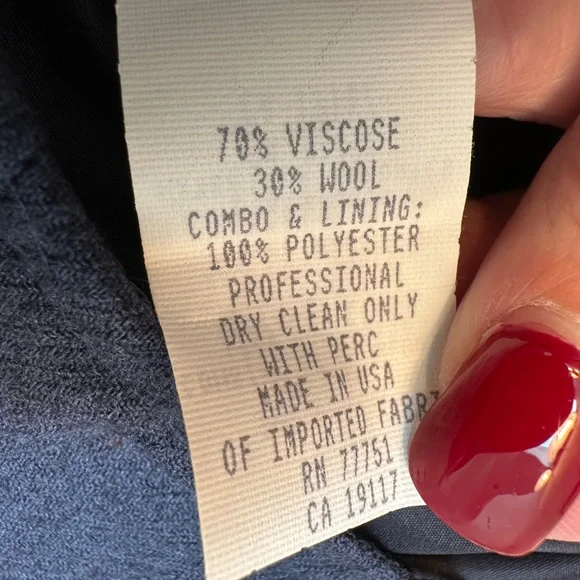 70% VISCOSE
30% WOOL
COMBO & LINING:
100% POLYESTER
PROFESSIONAL
DRY CLEAN ONLY
WITH PERC
MADE IN USA
OF IMPORTED FABRI
RN 77751
CA 19117